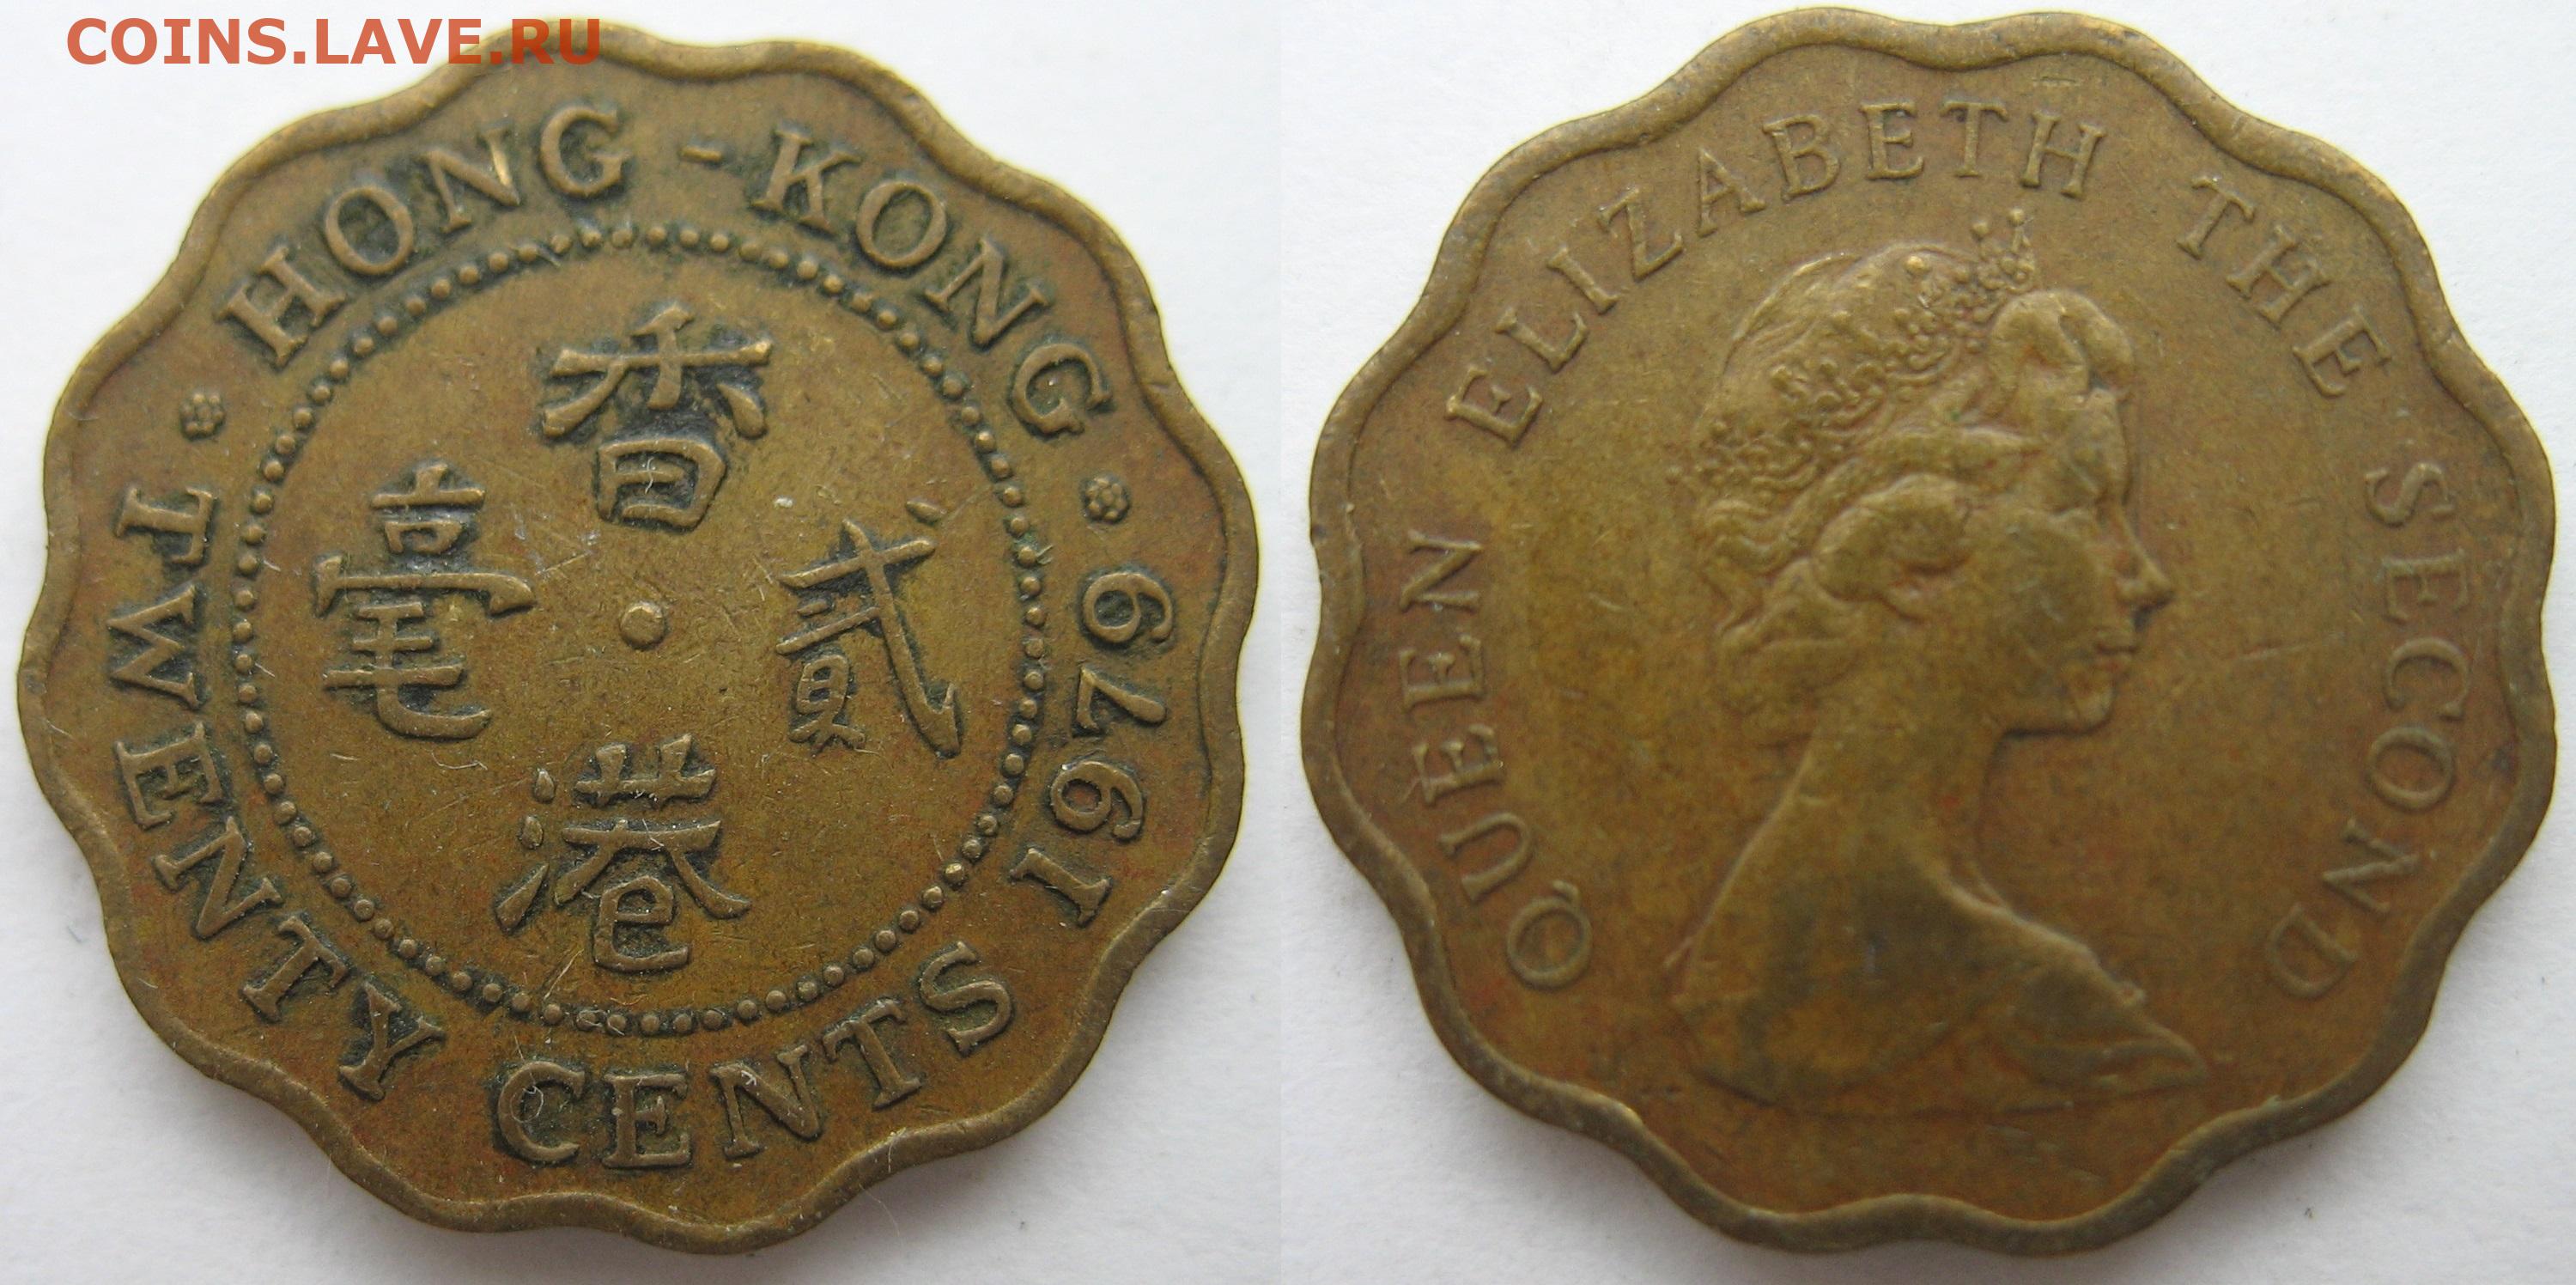 COINS.LAVE.RU
HONG-KONG
香港
貳毫
TWENTY CENTS
1979
QUEEN ELIZABETH THE SECOND